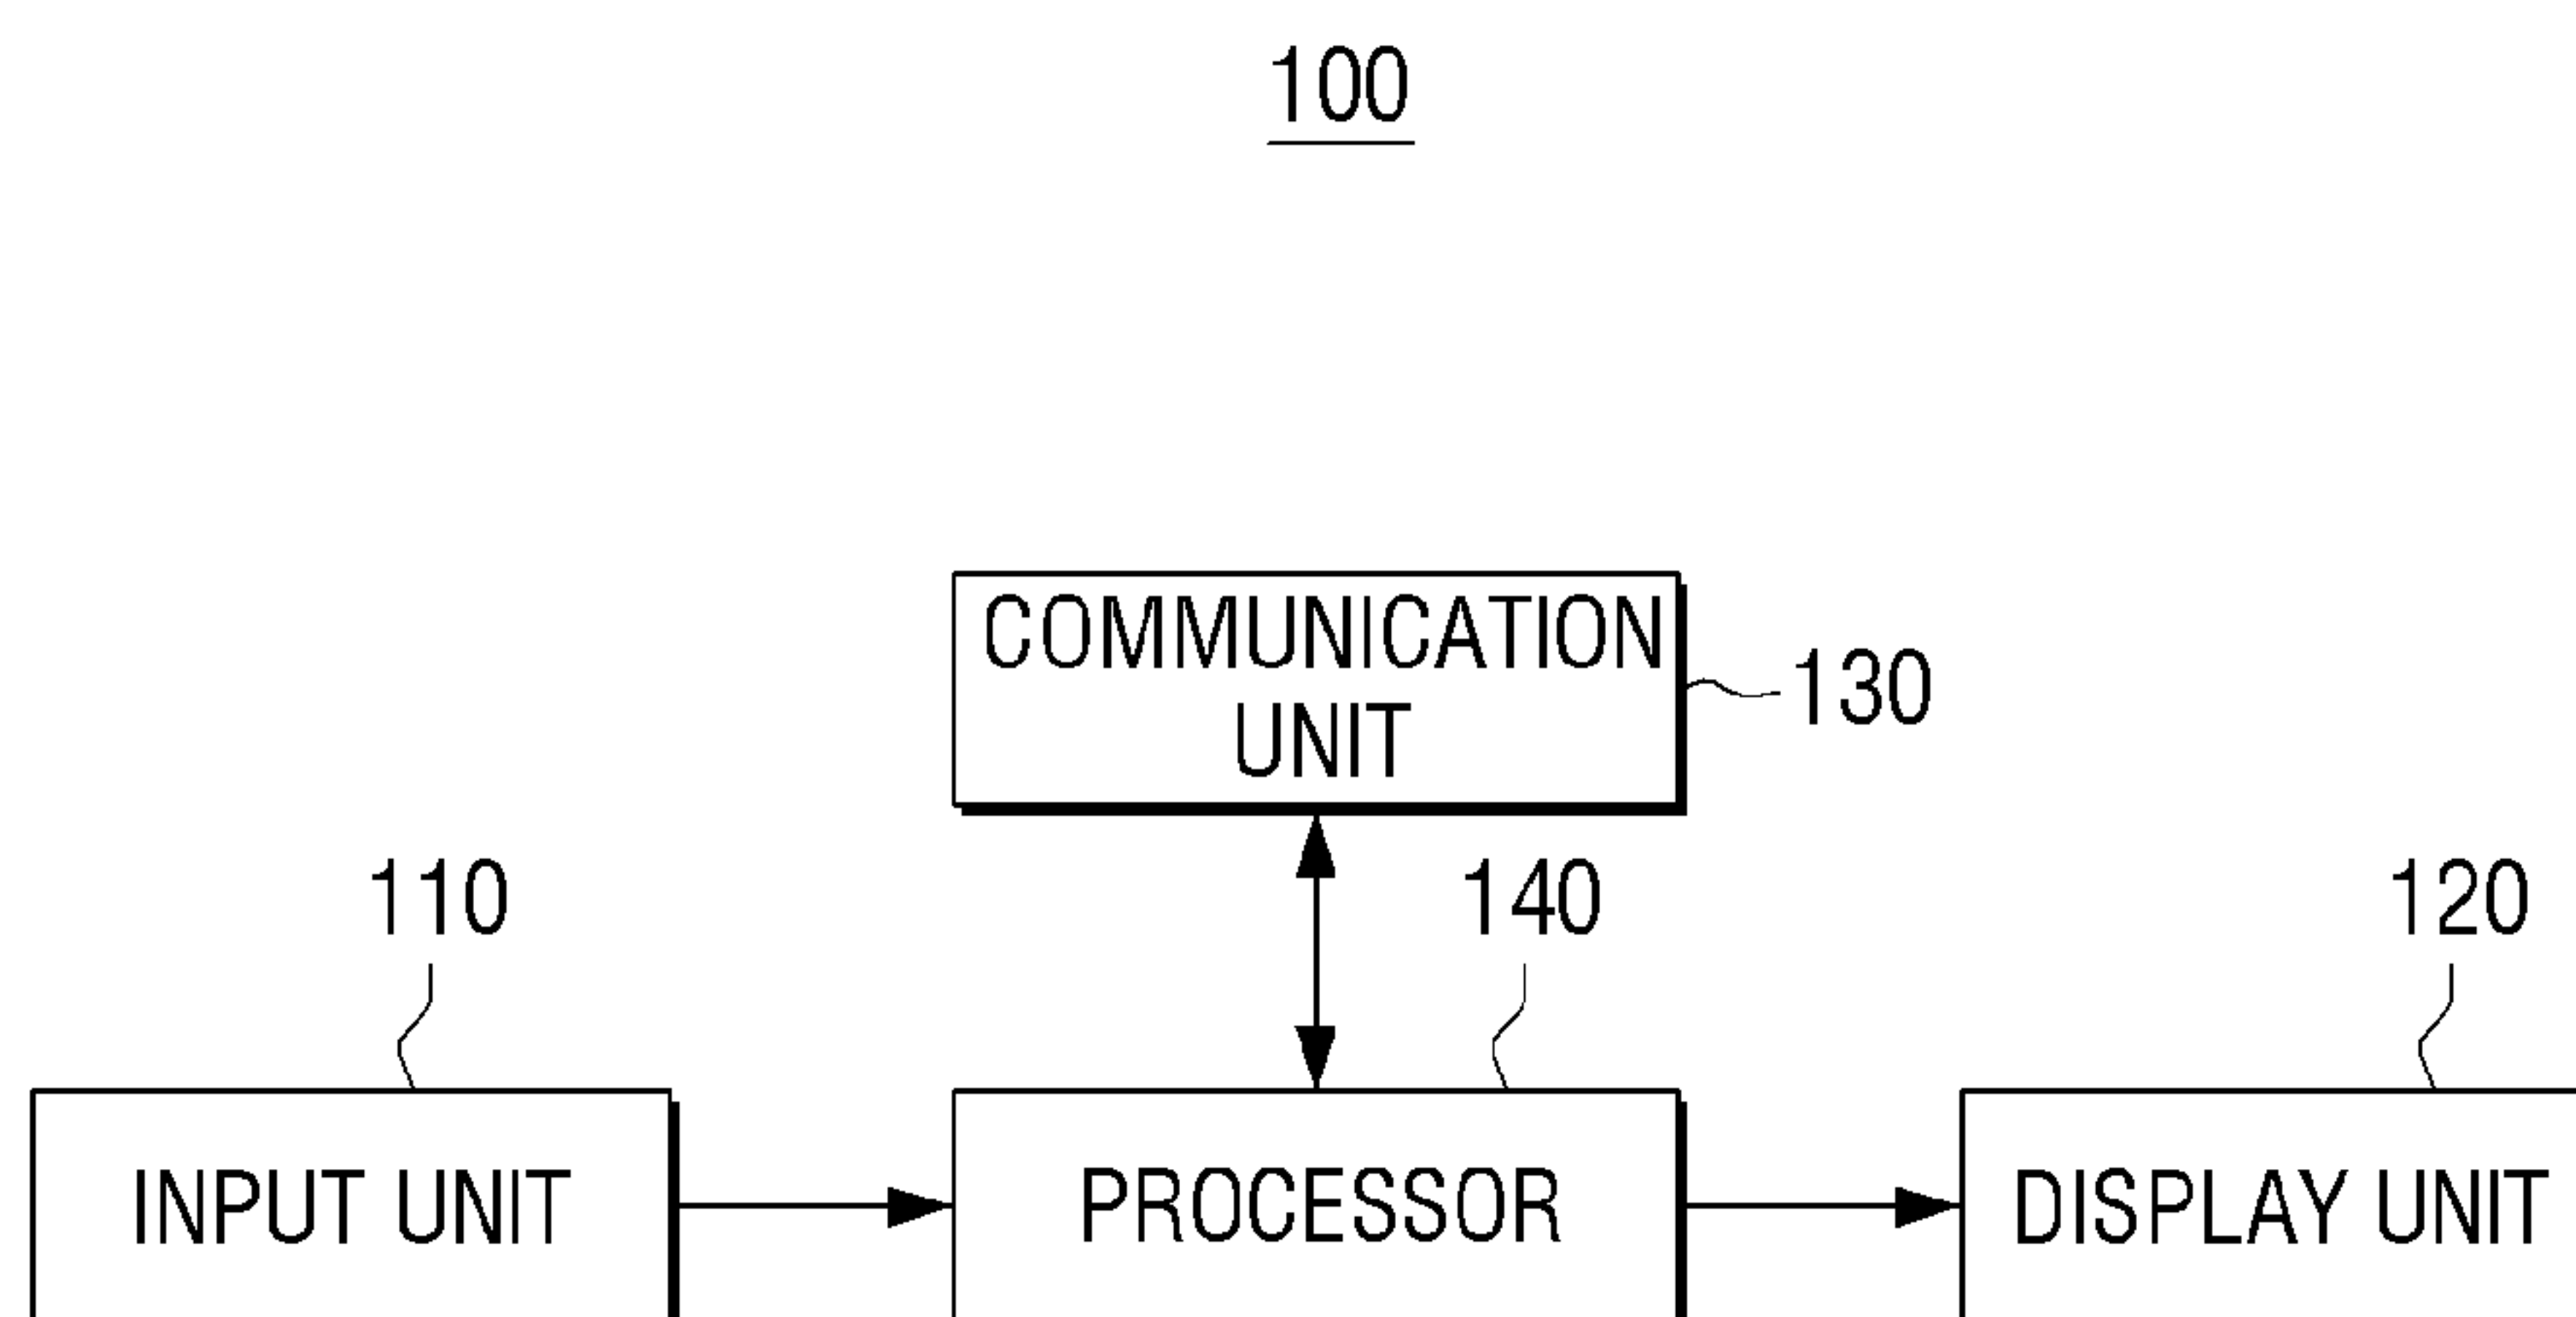 100
COMMUNICATION
UNIT
130
110
140
120
INPUT UNIT
PROCESSOR
DISPLAY UNIT